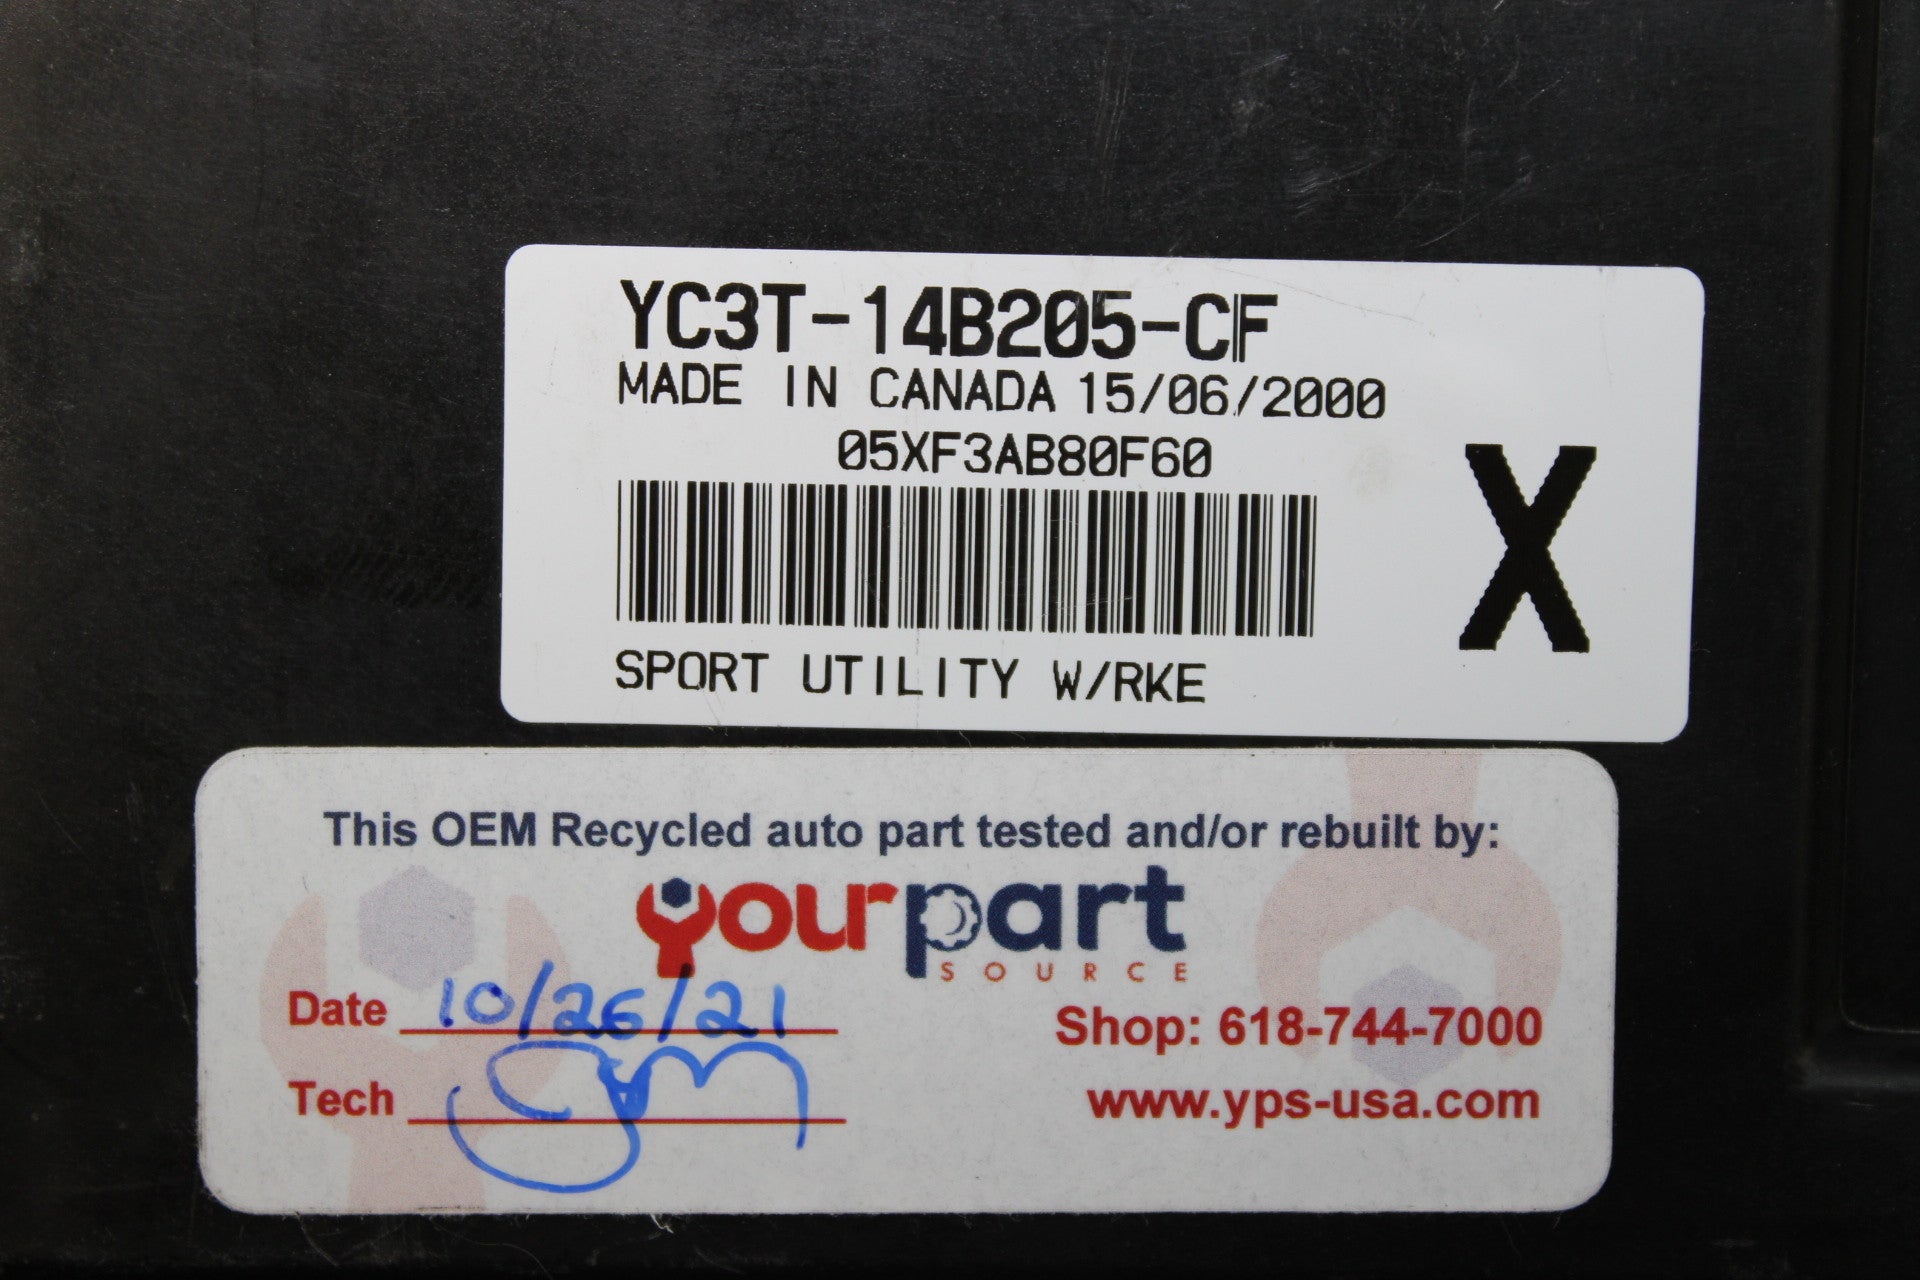 YC3T-14B205-CF
MADE IN CANADA 15/06/2000
05XF3AB80F60
X
SPORT UTILITY W/RKE
This OEM Recycled auto part tested and/or rebuilt by:
yourpart
SOURCE
Date 10/26/21
Shop: 618-744-7000
Tech
www.yps-usa.com